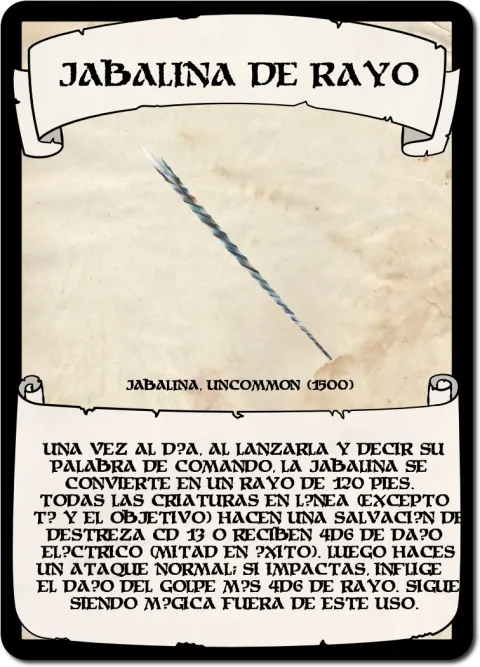 JABALINA DE RAYO
JABALINA, UNCOMMON (1500)
UNA VEZ AL D?A, AL LANZARLA Y DECIR SU
PALABRA DE COMANDO, LA JABALINA SE
CONVIERTE EN UN RAYO DE 120 PIES.
TODAS LAS CRIATURAS EN L?NEA (EXCEPTO
T? Y EL OBJETIVO) HACEN UNA SALVACI?N DE
DESTREZA CD 13 O RECIBEN 4D6 DE DA?O
EL?CTRICO (MITAD EN ?XITO). LUEGO HACES
UN ATAQUE NORMAL; SI IMPACTAS, INFLIGE
EL DA?O DEL GOLPE M?S 4D6 DE RAYO. SIGUE
SIENDO M?GICA FUERA DE ESTE USO.